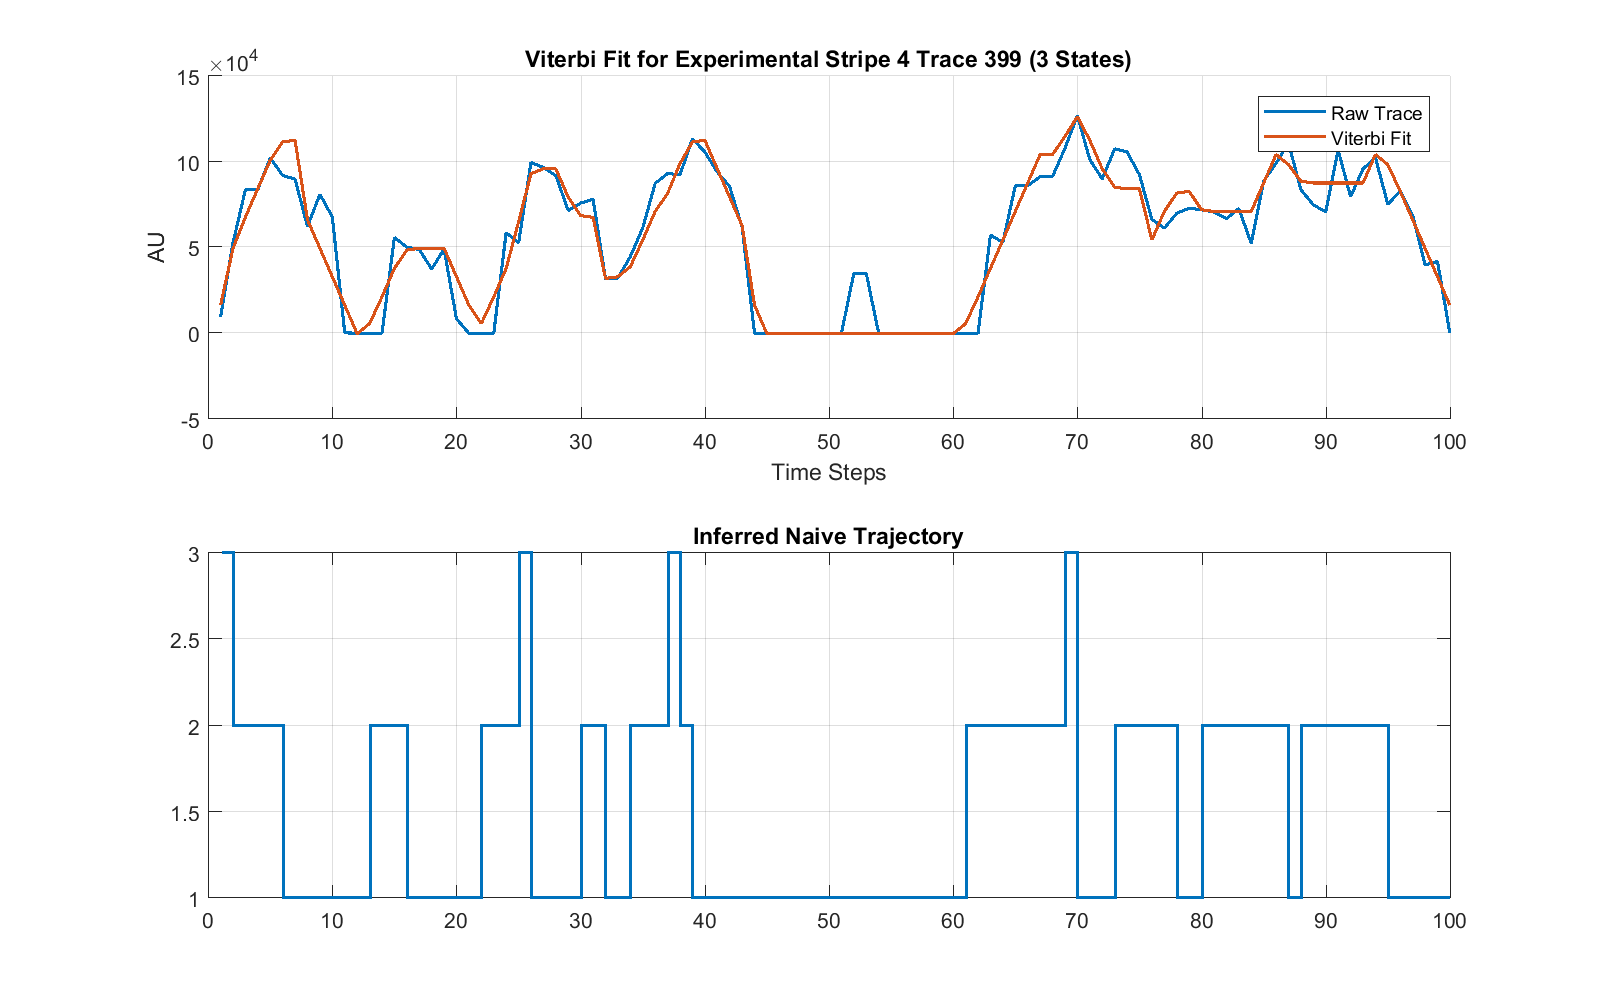 Viterbi Fit for Experimental Stripe 4 Trace 399 (3 States)
×10^4
15
10
5
0
-5
AU
Raw Trace
Viterbi Fit
0 10 20 30 40 50 60 70 80 90 100
Time Steps
Inferred Naive Trajectory
3
2.5
2
1.5
1
0 10 20 30 40 50 60 70 80 90 100